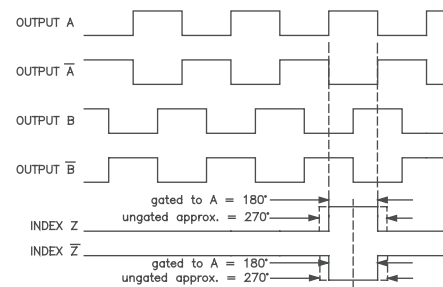 OUTPUT A
OUTPUT A̅
OUTPUT B
OUTPUT B̅
gated to A = 180°
ungated approx. = 270°
INDEX Z
INDEX Z̅
gated to A = 180°
ungated approx. = 270°